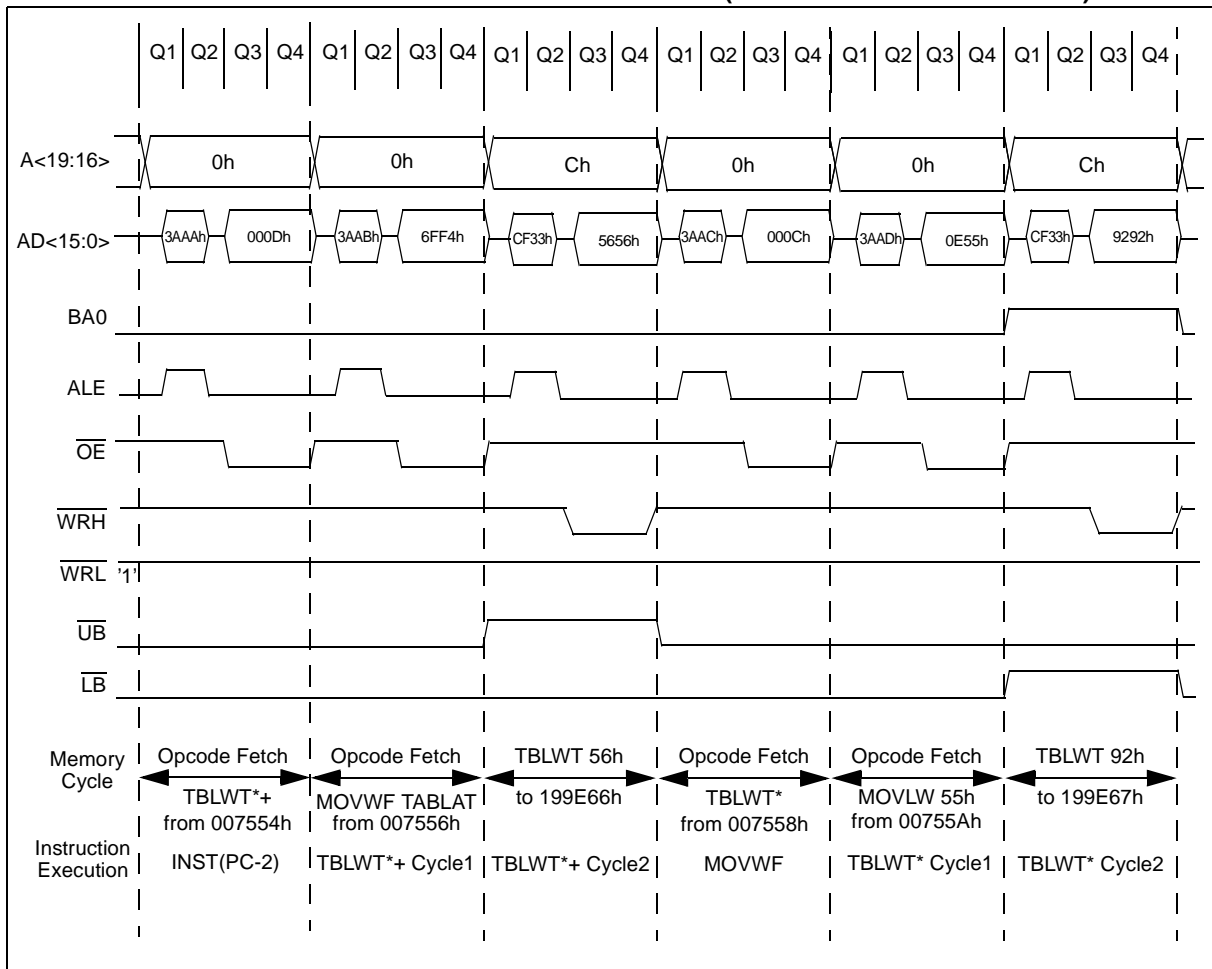 Q1 Q2 Q3 Q4 Q1 Q2 Q3 Q4 Q1 Q2 Q3 Q4 Q1 Q2 Q3 Q4 Q1 Q2 Q3 Q4 Q1 Q2 Q3 Q4
A<19:16> 0h 0h Ch 0h 0h Ch
AD<15:0> 3AAAh 000Dh 3AABh 6FF4h CF33h 5656h 3AACh 000Ch 3AADh 0E55h CF33h 9292h
BA0
ALE
OE
WRH
WRL '1'
UB
LB
Memory Cycle
Opcode Fetch
TBLWT*+
from 007554h
Opcode Fetch
MOVWF TABLAT
from 007556h
TBLWT 56h
to 199E66h
Opcode Fetch
TBLWT*
from 007558h
Opcode Fetch
MOVLW 55h
from 00755Ah
TBLWT 92h
to 199E67h
Instruction
Execution
INST(PC-2) TBLWT*+ Cycle1 TBLWT*+ Cycle2 MOVWF TBLWT* Cycle1 TBLWT* Cycle2